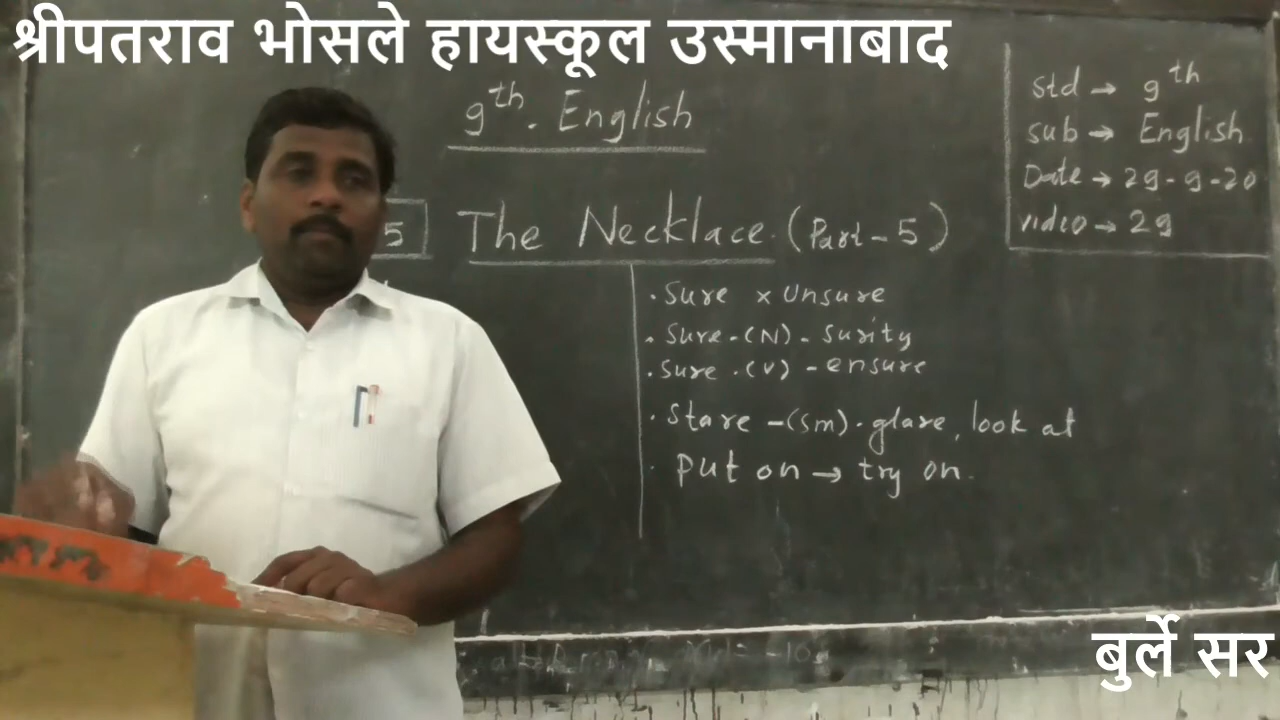 श्रीपतराव भोसले हायस्कूल उस्मानाबाद
9th. English
std → 9th
sub → English
Date → 29-9-20
video → 29
5 The Necklace. (Part-5)
. Sure x Unsure
. Sure-(N)- Surity
. Sure .(V) - ensure
. Stare -(Sm). glare, look at
. Put on → try on.
बुर्ले सर